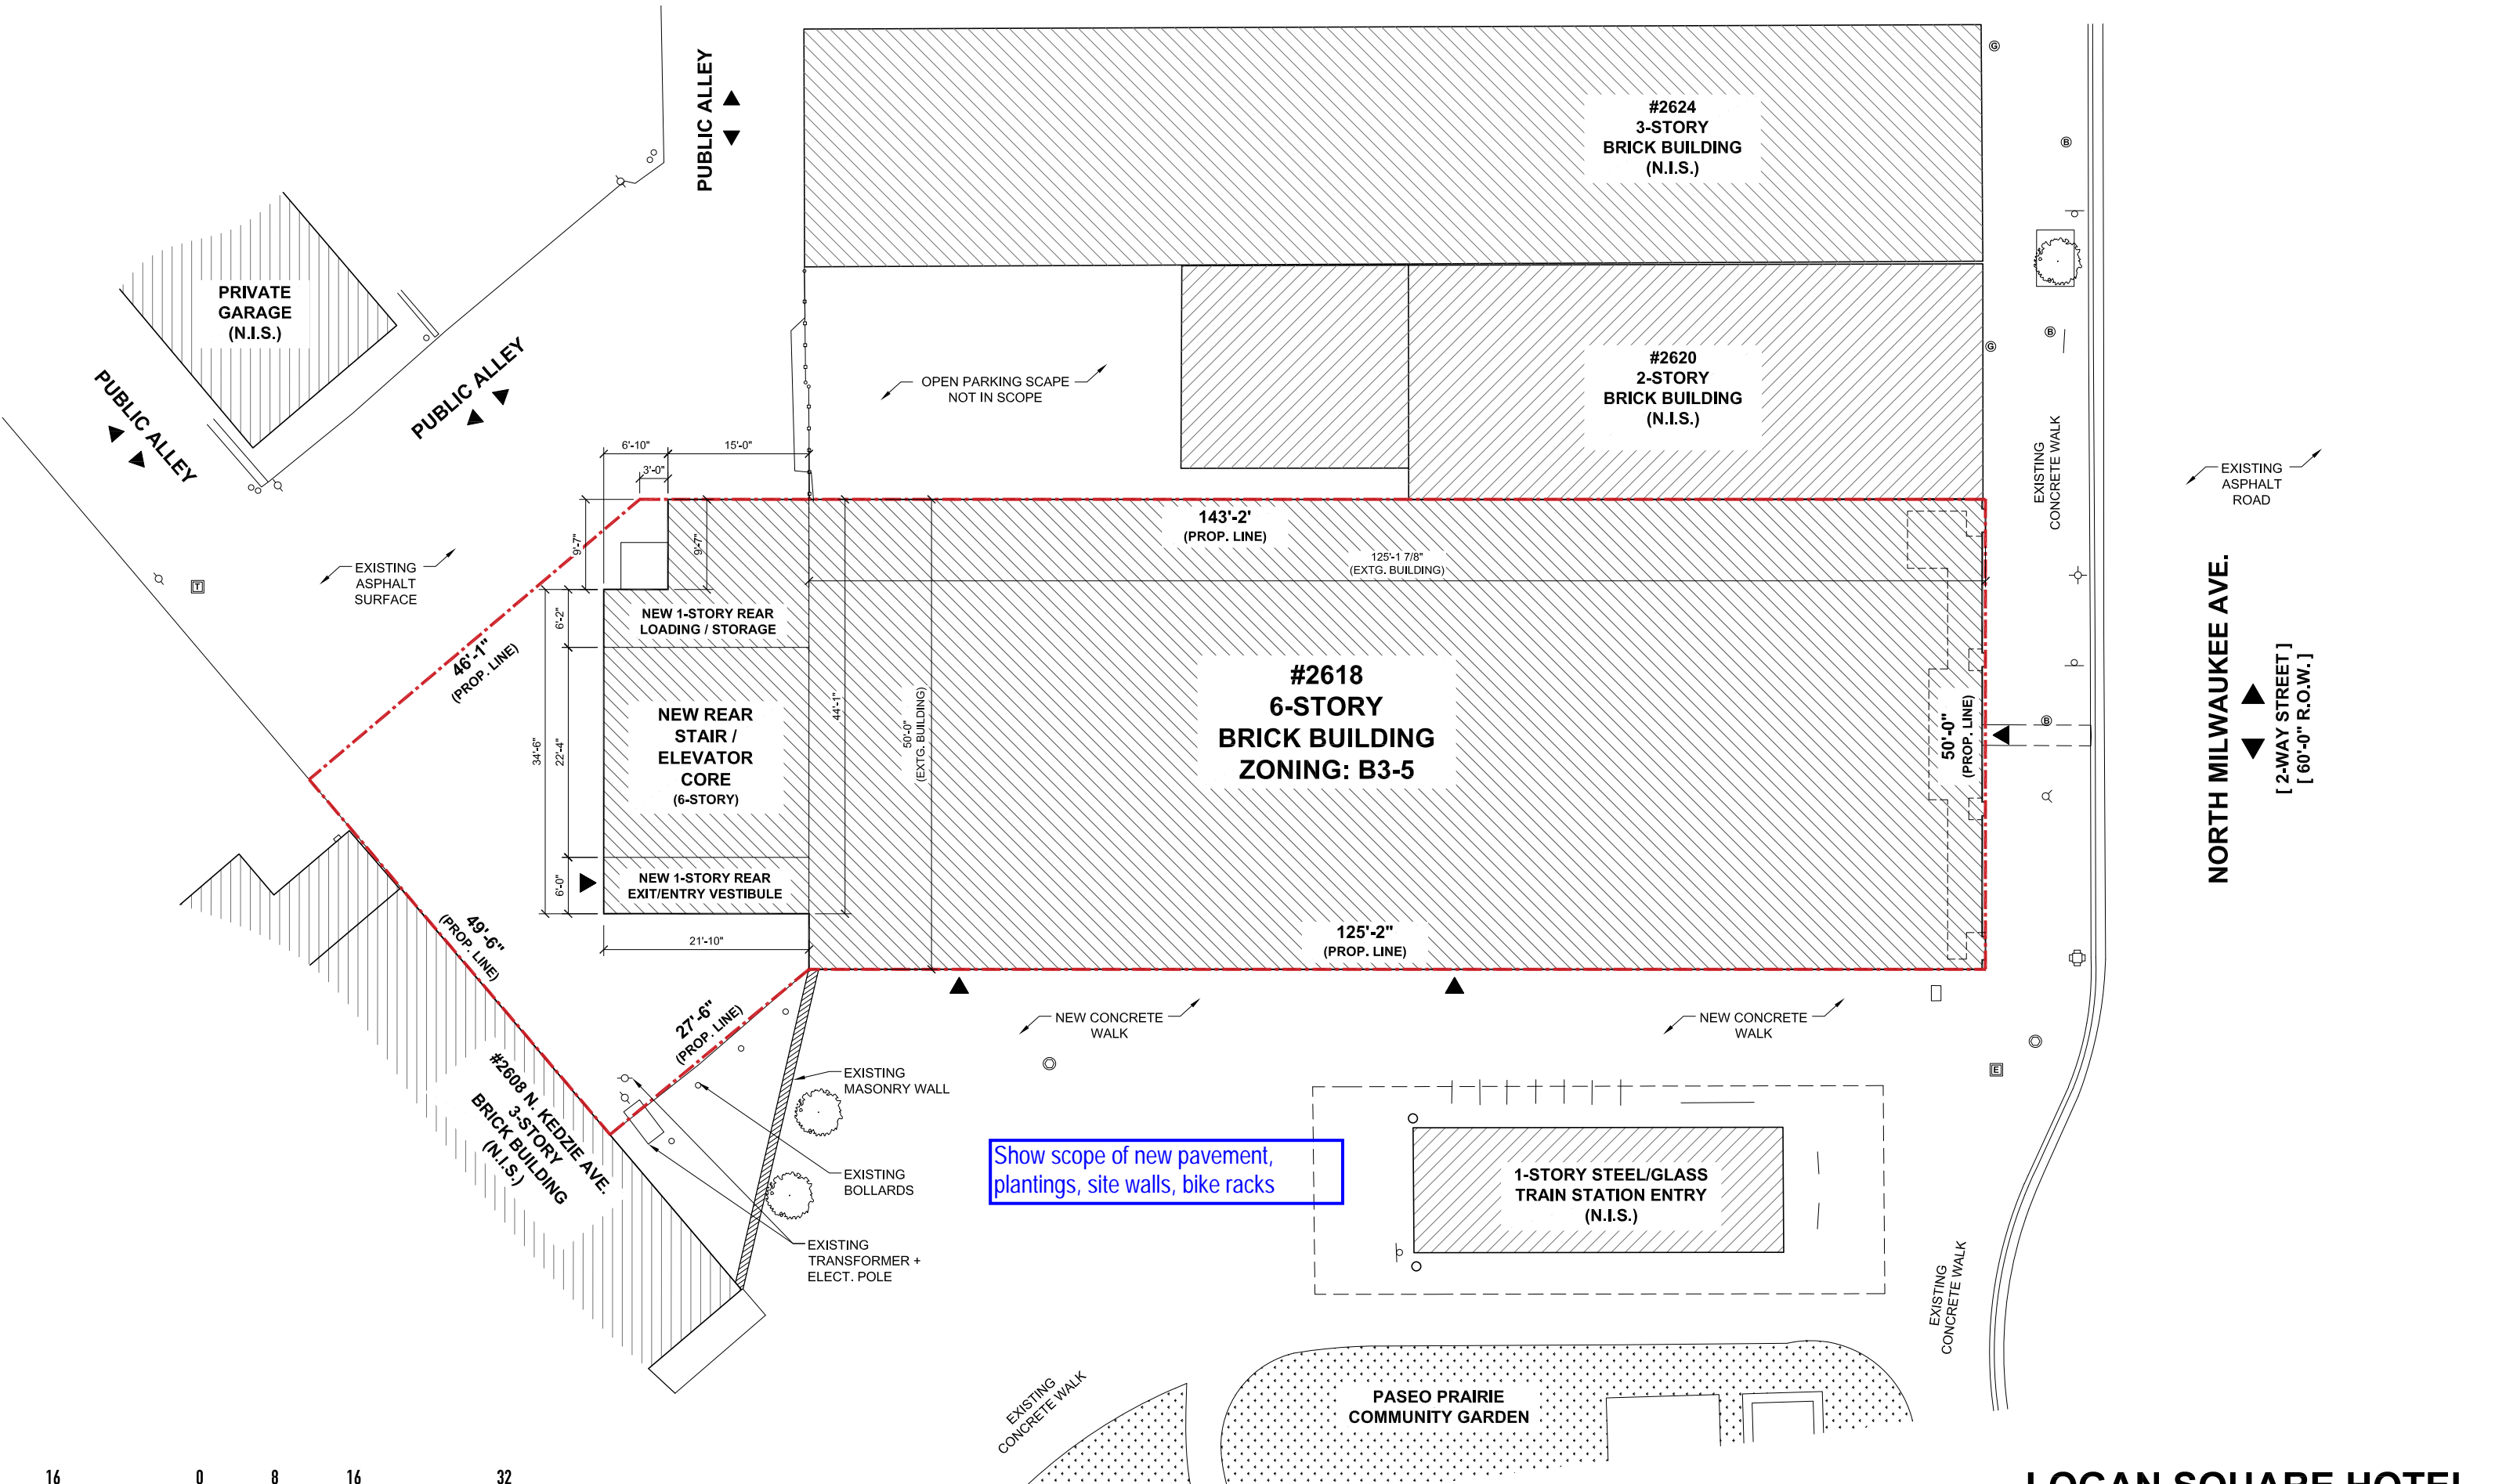 PUBLIC ALLEY
#2624
3-STORY
BRICK BUILDING
(N.I.S.)
G
B
PRIVATE
GARAGE
(N.I.S.)
PUBLIC ALLEY
PUBLIC ALLEY
OPEN PARKING SCAPE
NOT IN SCOPE
#2620
2-STORY
BRICK BUILDING
(N.I.S.)
G
B
EXISTING
CONCRETE WALK
EXISTING
ASPHALT
ROAD
6'-10"
15'-0"
3'-0"
9'-7"
9'-7"
143'-2'
(PROP. LINE)
125'-1 7/8"
(EXTG. BUILDING)
T
EXISTING
ASPHALT
SURFACE
NEW 1-STORY REAR
LOADING / STORAGE
6'-2"
46'-1"
(PROP. LINE)
34'-6"
22'-4"
NEW REAR
STAIR /
ELEVATOR
CORE
(6-STORY)
44'-1"
50'-0"
(EXTG. BUILDING)
#2618
6-STORY
BRICK BUILDING
ZONING: B3-5
50'-0"
(PROP. LINE)
B
NORTH MILWAUKEE AVE.
[ 2-WAY STREET ]
[ 60'-0" R.O.W. ]
6'-0"
NEW 1-STORY REAR
EXIT/ENTRY VESTIBULE
21'-10"
125'-2"
(PROP. LINE)
49'-6"
(PROP. LINE)
27'-6"
(PROP. LINE)
NEW CONCRETE
WALK
NEW CONCRETE
WALK
E
#2608 N. KEDZIE AVE.
3-STORY
BRICK BUILDING
(N.I.S.)
EXISTING
MASONRY WALL
EXISTING
BOLLARDS
EXISTING
TRANSFORMER +
ELECT. POLE
Show scope of new pavement,
plantings, site walls, bike racks
1-STORY STEEL/GLASS
TRAIN STATION ENTRY
(N.I.S.)
EXISTING
CONCRETE WALK
EXISTING
CONCRETE WALK
PASEO PRAIRIE
COMMUNITY GARDEN
16 0 8 16 32
LOGAN SQUARE HOTEL